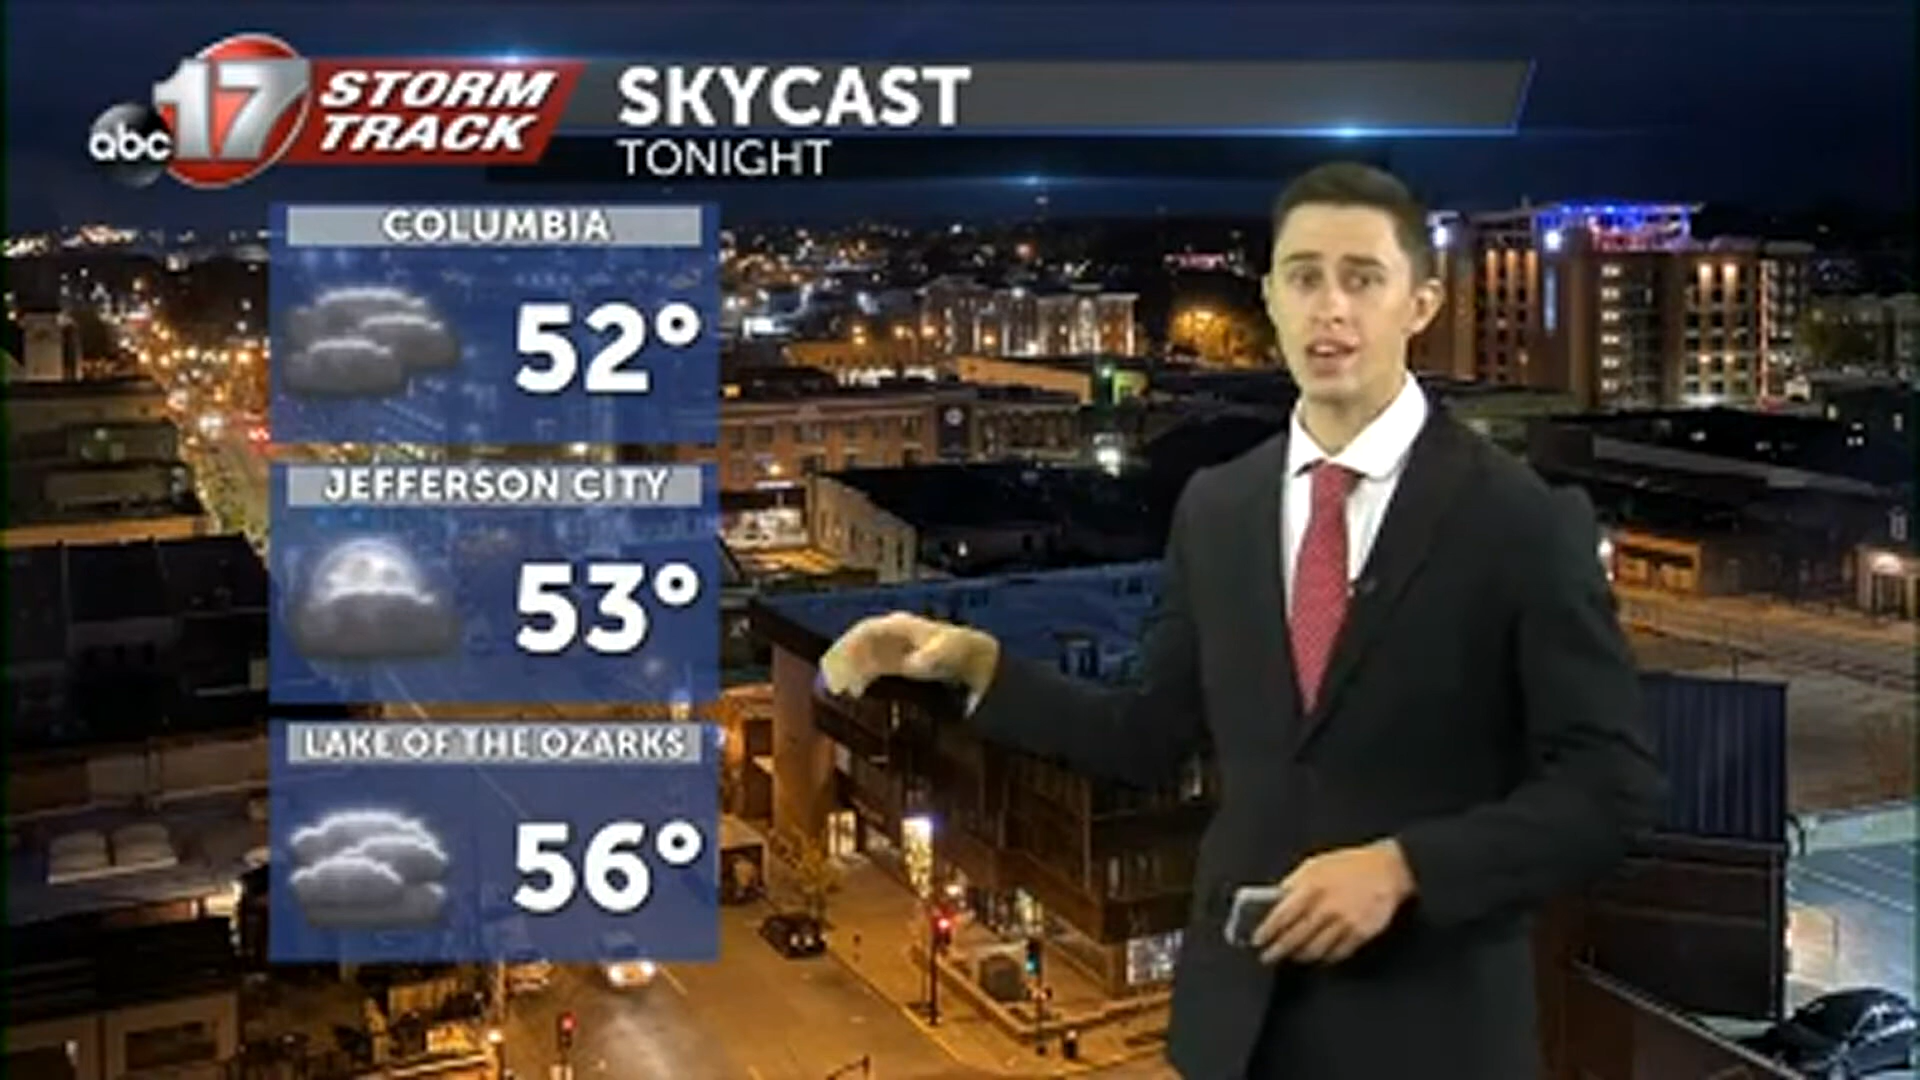 abc 17 STORM TRACK
SKYCAST
TONIGHT
COLUMBIA
52°
JEFFERSON CITY
53°
LAKE OF THE OZARKS
56°